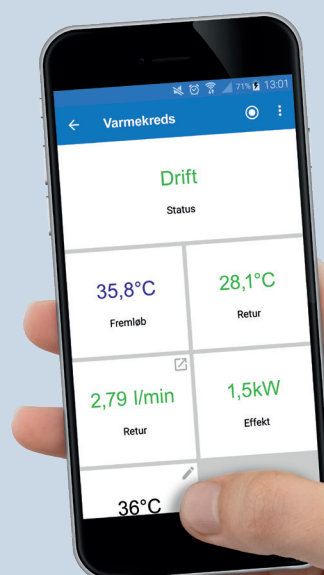 71% 13:01
Varmekreds
Drift
Status
35,8°C
Fremløb
28,1°C
Retur
2,79 l/min
Retur
1,5kW
Effekt
36°C